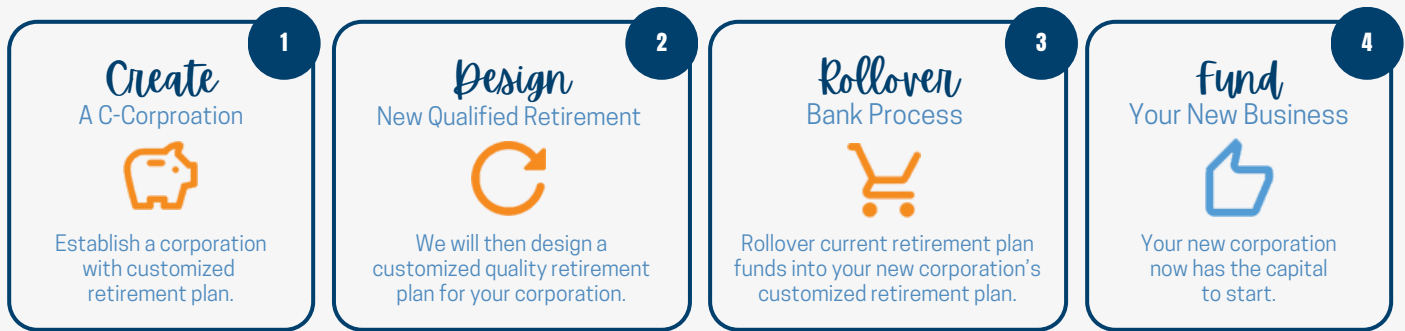 1
Create
A C-Corproation
Establish a corporation
with customized
retirement plan.
2
Design
New Qualified Retirement
We will then design a
customized quality retirement
plan for your corporation.
3
Rollover
Bank Process
Rollover current retirement plan
funds into your new corporation's
customized retirement plan.
4
Fund
Your New Business
Your new corporation
now has the capital
to start.